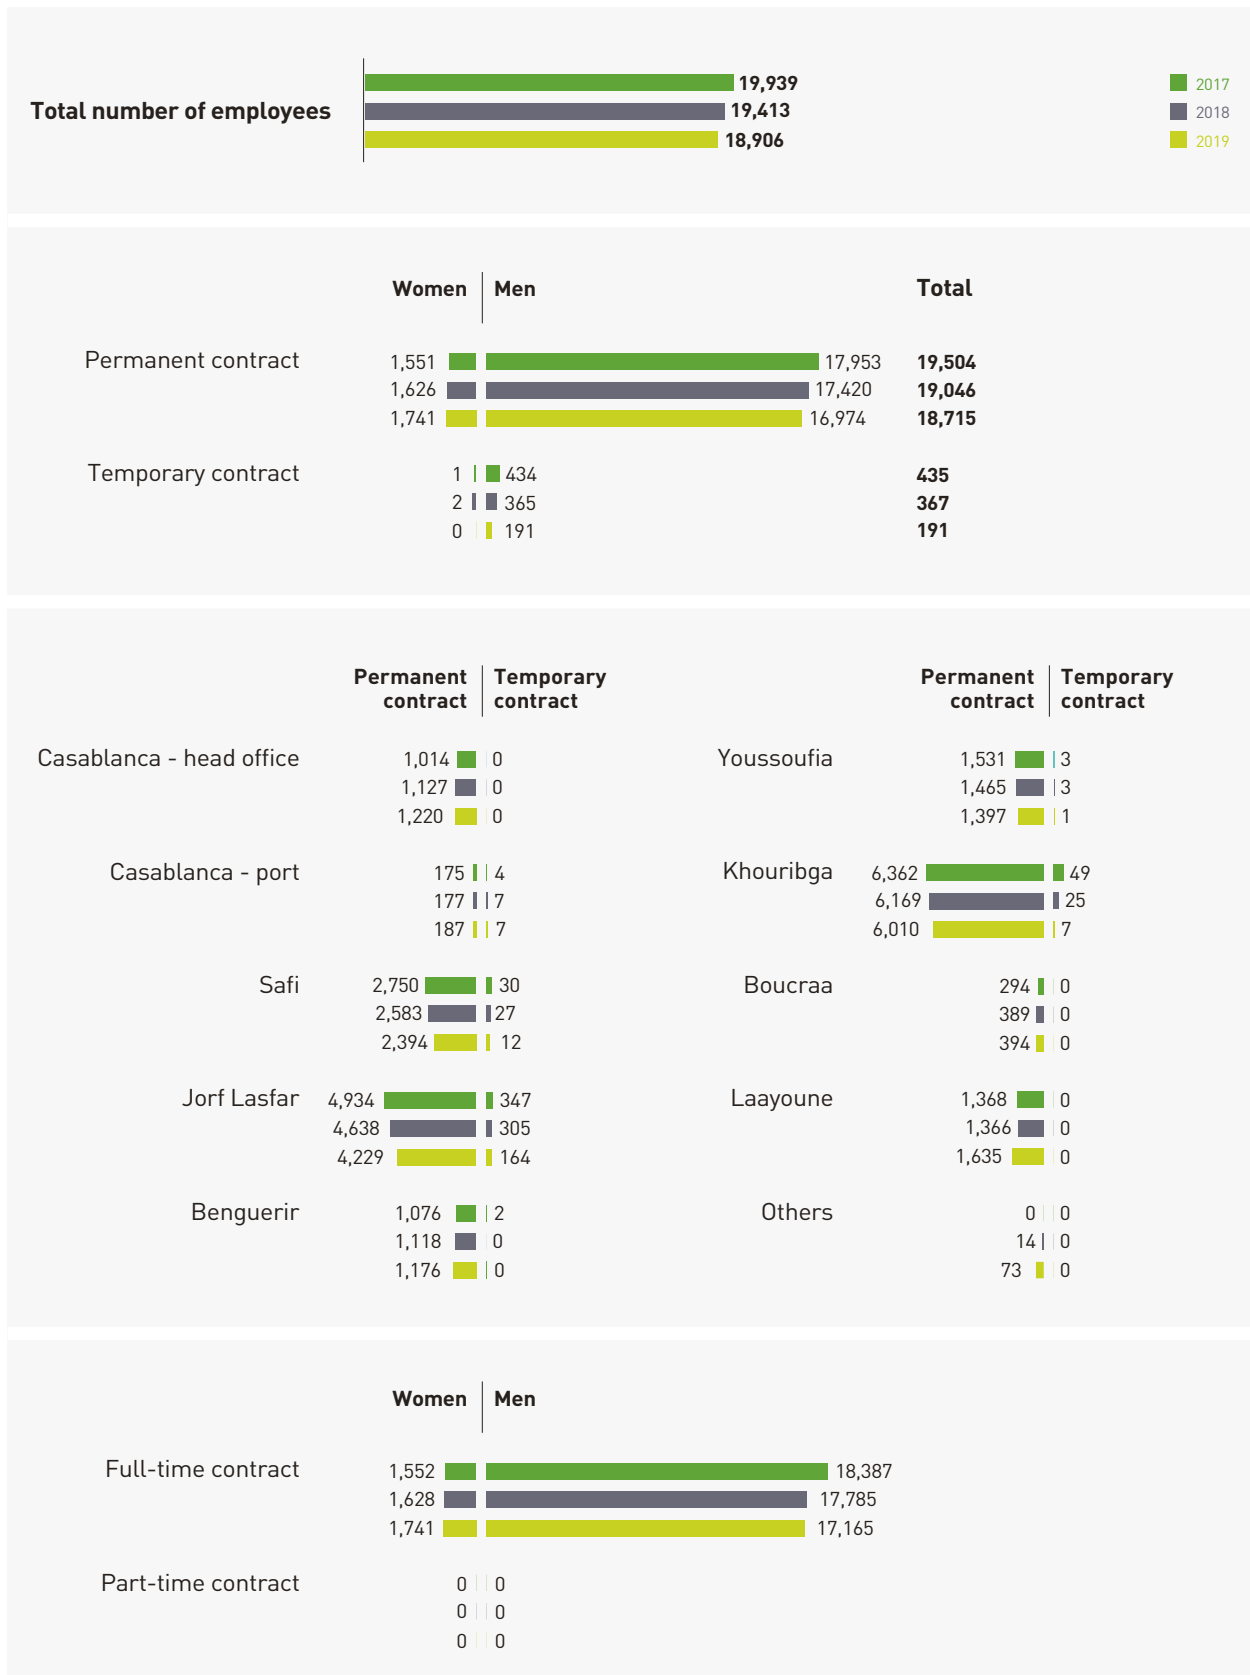 Total number of employees
19,939
19,413
18,906
2017
2018
2019
Women Men Total
Permanent contract 1,551 17,953 19,504
1,626 17,420 19,046
1,741 16,974 18,715
Temporary contract 1 434 435
2 365 367
0 191 191
Permanent contract Temporary contract
Casablanca - head office 1,014 0
1,127 0
1,220 0
Casablanca - port 175 4
177 7
187 7
Safi 2,750 30
2,583 27
2,394 12
Jorf Lasfar 4,934 347
4,638 305
4,229 164
Benguerir 1,076 2
1,118 0
1,176 0
Permanent contract Temporary contract
Youssoufia 1,531 3
1,465 3
1,397 1
Khouribga 6,362 49
6,169 25
6,010 7
Boucraa 294 0
389 0
394 0
Laayoune 1,368 0
1,366 0
1,635 0
Others 0 0
14 0
73 0
Women Men
Full-time contract 1,552 18,387
1,628 17,785
1,741 17,165
Part-time contract 0 0
0 0
0 0